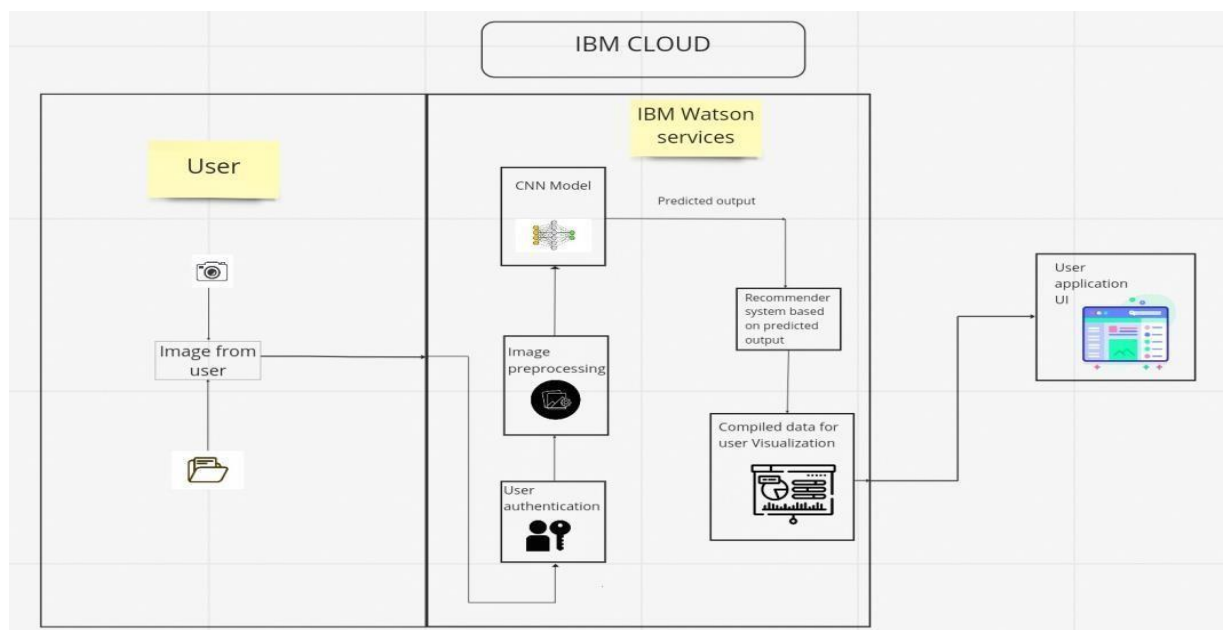 IBM CLOUD
User
Image from
user
IBM Watson
services
CNN Model
Predicted output
Image
preprocessing
User
authentication
Recommender
system based
on predicted
output
Compiled data for
user Visualization
User
application
UI